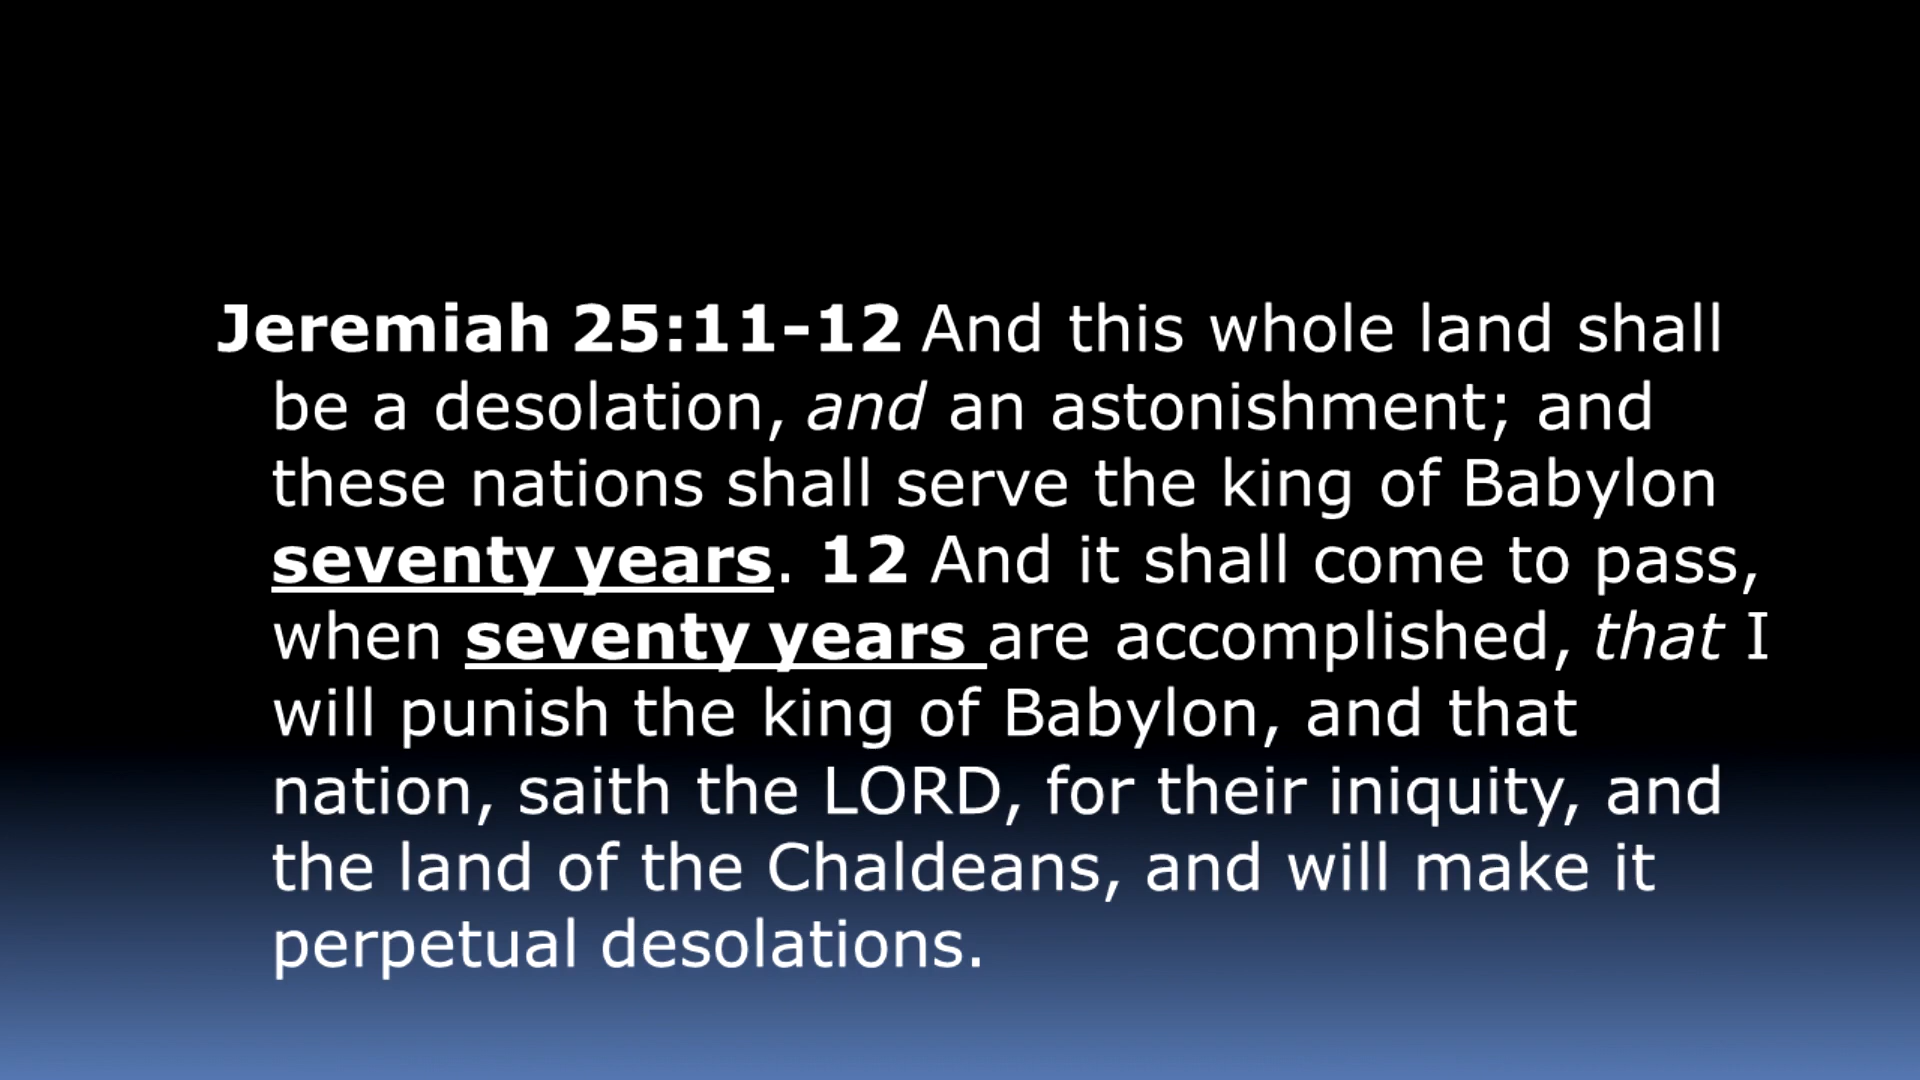 Jeremiah 25:11-12 And this whole land shall
be a desolation, and an astonishment; and
these nations shall serve the king of Babylon
seventy years. 12 And it shall come to pass,
when seventy years are accomplished, that I
will punish the king of Babylon, and that
nation, saith the LORD, for their iniquity, and
the land of the Chaldeans, and will make it
perpetual desolations.